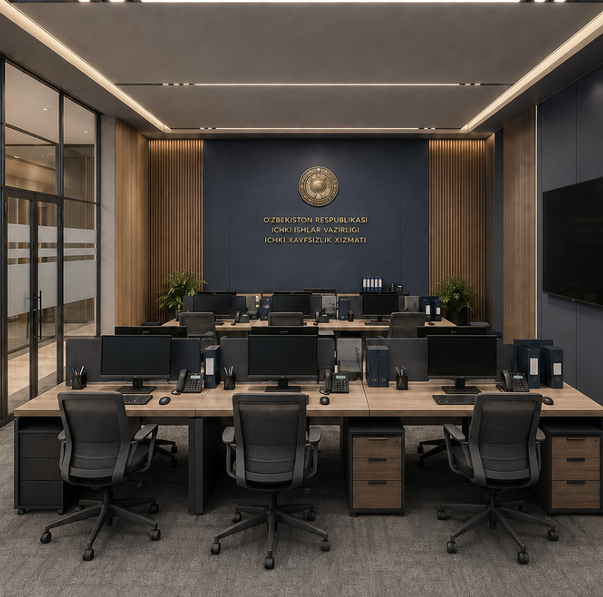 O'ZBEKISTON RESPUBLIKASI
ICHKI ISHLAR VAZIRLIGI
ICHKI XAVFSIZLIK XIZMATI